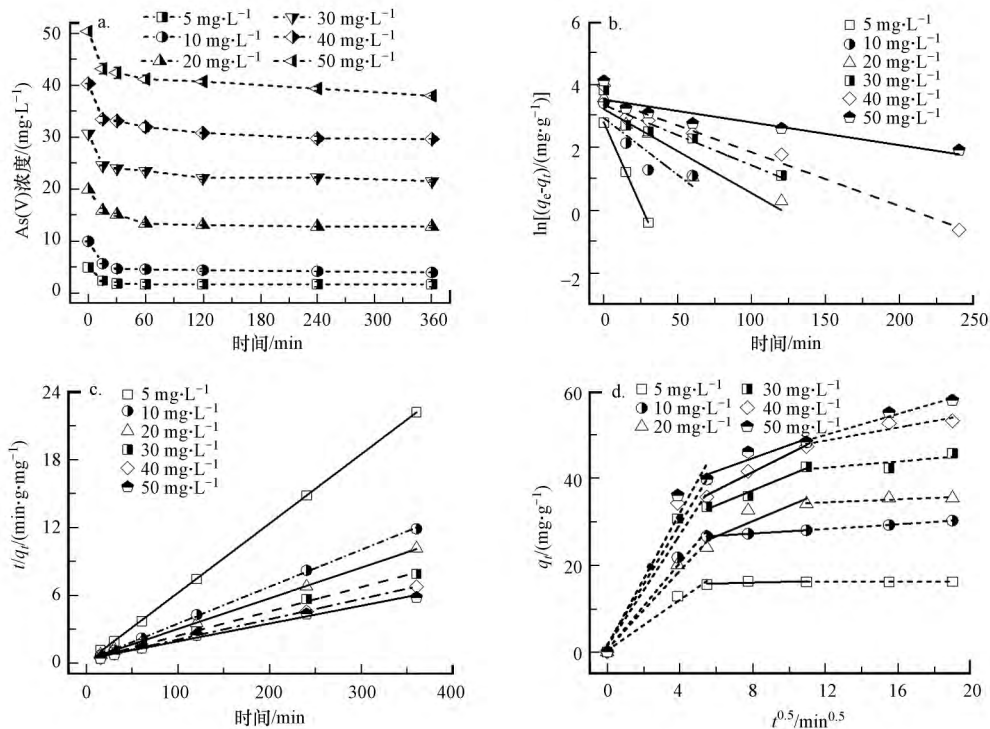 a.
5 mg·L⁻¹ 30 mg·L⁻¹
10 mg·L⁻¹ 40 mg·L⁻¹
20 mg·L⁻¹ 50 mg·L⁻¹
50
40
30
20
10
0
As(V)浓度/(mg·L⁻¹)
0 60 120 180 240 300 360
时间/min
b.
5 mg·L⁻¹
10 mg·L⁻¹
20 mg·L⁻¹
30 mg·L⁻¹
40 mg·L⁻¹
50 mg·L⁻¹
6
4
2
0
−2
ln[(qₑ-qₜ)/(mg·g⁻¹)]
0 50 100 150 200 250
时间/min
c.
5 mg·L⁻¹
10 mg·L⁻¹
20 mg·L⁻¹
30 mg·L⁻¹
40 mg·L⁻¹
50 mg·L⁻¹
24
18
12
6
0
t/qₜ/(min·g·mg⁻¹)
0 100 200 300 400
时间/min
d.
5 mg·L⁻¹ 30 mg·L⁻¹
10 mg·L⁻¹ 40 mg·L⁻¹
20 mg·L⁻¹ 50 mg·L⁻¹
60
40
20
0
qₜ/(mg·g⁻¹)
0 4 8 12 16 20
t⁰·⁵/min⁰·⁵